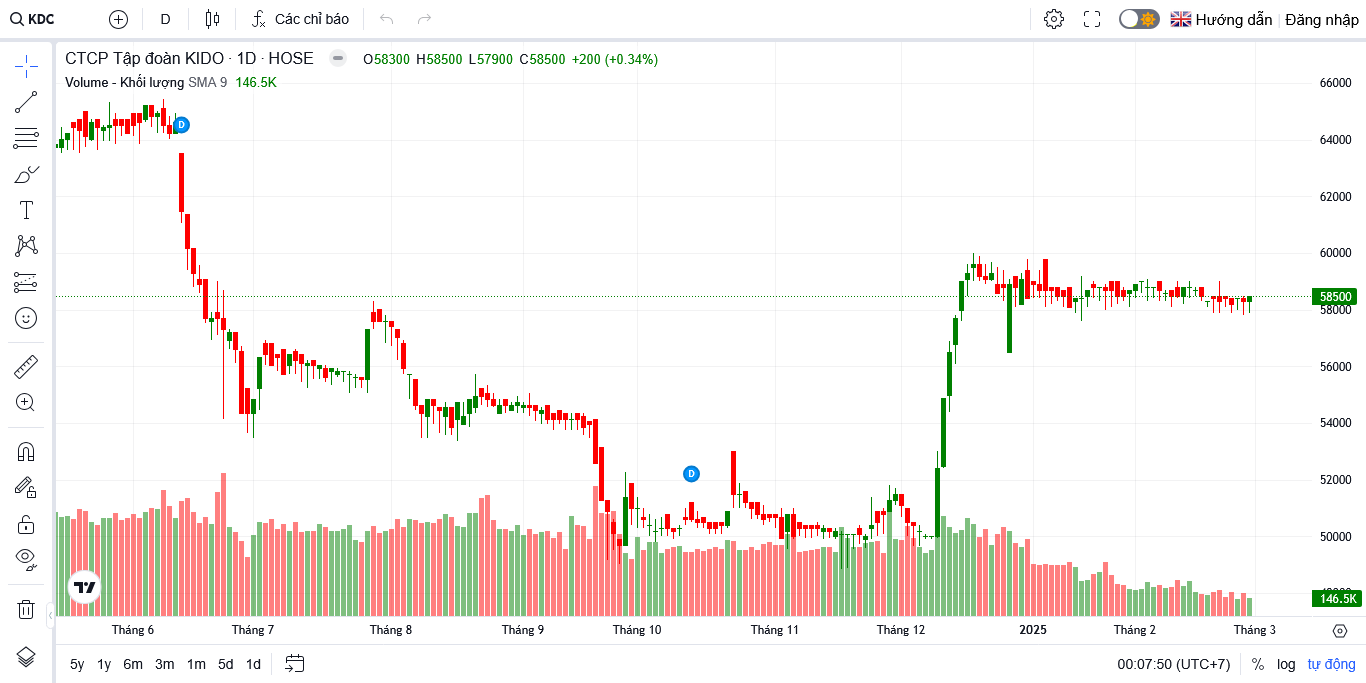 KDC D Các chỉ báo Hướng dẫn Đăng nhập
CTCP Tập đoàn KIDO · 1D · HOSE O58300 H58500 L57900 C58500 +200 (+0.34%)
Volume - Khối lượng SMA 9 146.5K
66000
64000
62000
60000
58500
58000
56000
54000
52000
50000
146.5K
D
D
Tháng 6 Tháng 7 Tháng 8 Tháng 9 Tháng 10 Tháng 11 Tháng 12 2025 Tháng 2 Tháng 3
5y 1y 6m 3m 1m 5d 1d 00:07:50 (UTC+7) % log tự động